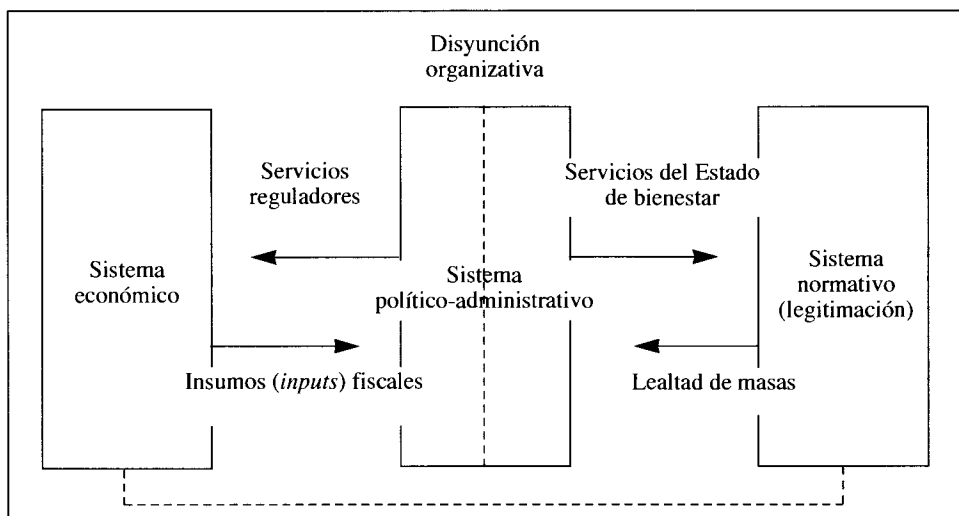 Disyunción
organizativa
Servicios
reguladores
Servicios del Estado
de bienestar
Sistema
económico
Sistema
político-administrativo
Sistema
normativo
(legitimación)
Insumos (inputs) fiscales
Lealtad de masas